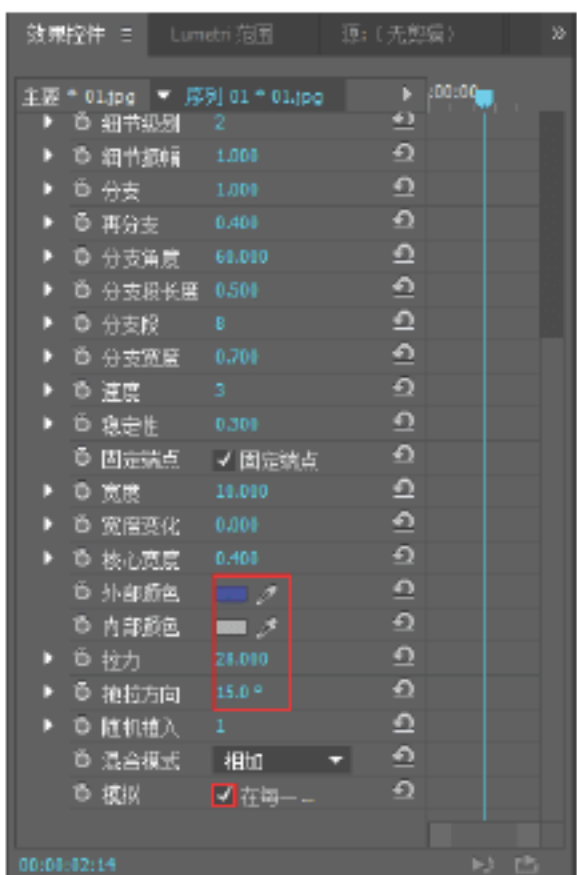 效果控件 ≡ Lumetri 范围 源:（无剪辑） »
主要 * 01.jpg 序列 01 * 01.jpg :00:00
细节级别 2
细节振幅 1.000
分支 1.000
再分支 0.400
分支角度 60.000
分支段长度 0.500
分支段 8
分支宽度 0.700
速度 3
稳定性 0.300
固定端点 固定端点
宽度 10.000
宽度变化 0.000
核心宽度 0.400
外部颜色
内部颜色
拉力 28.000
拖拉方向 15.0 °
随机植入 1
混合模式 相加
模拟 在每一...
00:00:02:14